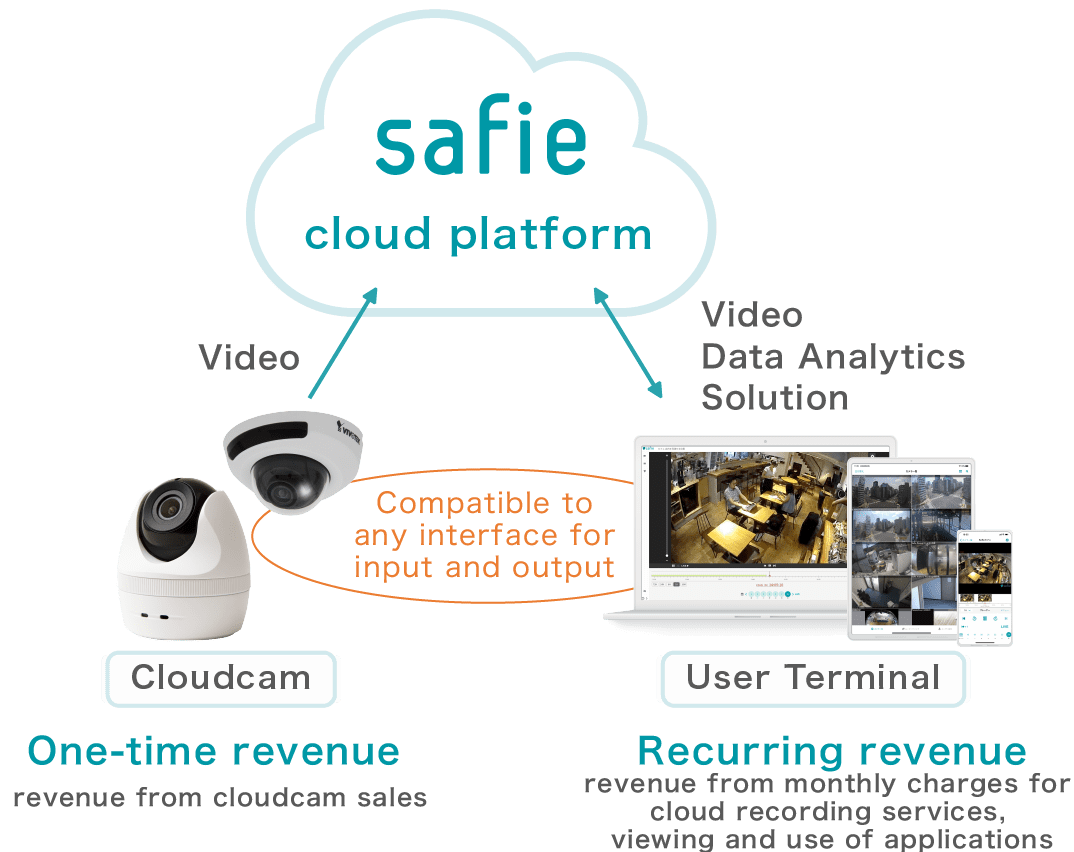 safie
cloud platform
Video
Video
Data Analytics
Solution
Compatible to
any interface for
input and output
Cloudcam
User Terminal
One-time revenue
revenue from cloudcam sales
Recurring revenue
revenue from monthly charges for
cloud recording services,
viewing and use of applications